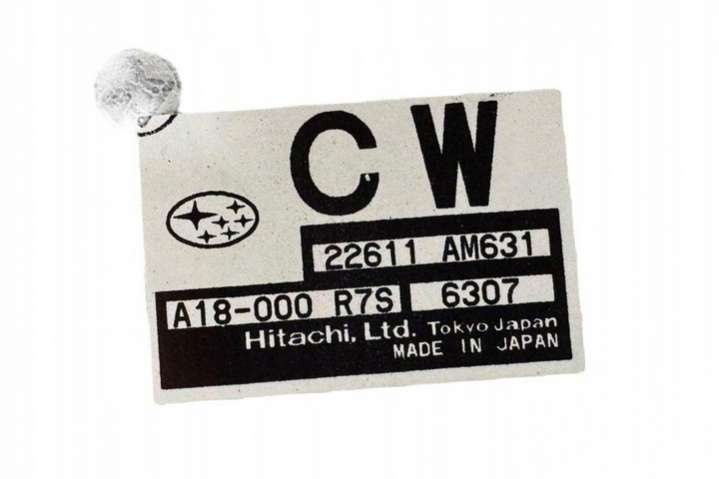 CW
22611 AM631
A18-000 R7S 6307
Hitachi, Ltd. Tokyo Japan
MADE IN JAPAN